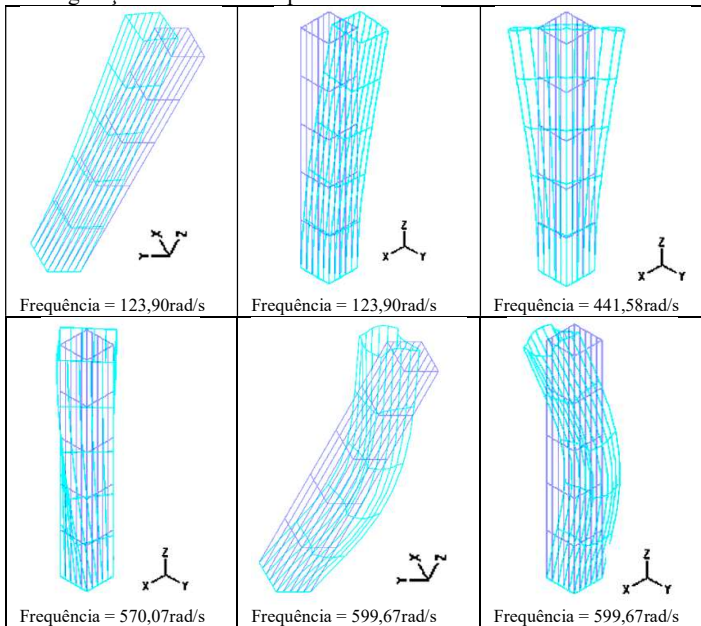 Frequência = 123,90rad/s
Frequência = 123,90rad/s
Frequência = 441,58rad/s
Frequência = 570,07rad/s
Frequência = 599,67rad/s
Frequência = 599,67rad/s
X
Z
Y
Z
X
Y
Z
X
Y
Z
X
Y
X
Z
Y
Z
X
Y